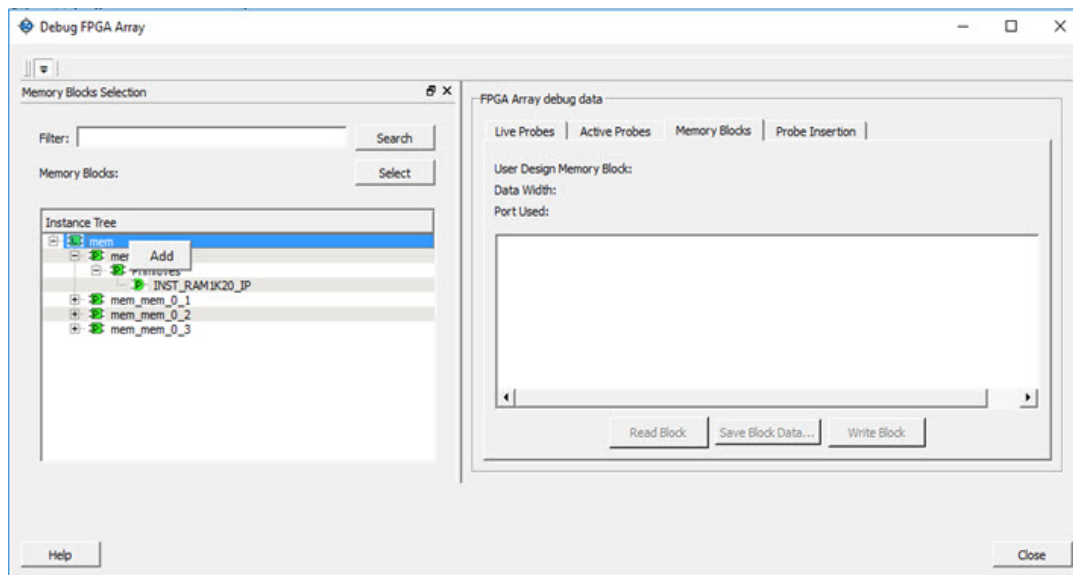 Debug FPGA Array
Memory Blocks Selection
Filter:
Search
Memory Blocks:
Select
Instance Tree
mem
Add
Primitives
INST_RAM1K20_IP
mem_mem_0_1
mem_mem_0_2
mem_mem_0_3
FPGA Array debug data
Live Probes Active Probes Memory Blocks Probe Insertion
User Design Memory Block:
Data Width:
Port Used:
Read Block Save Block Data... Write Block
Help
Close